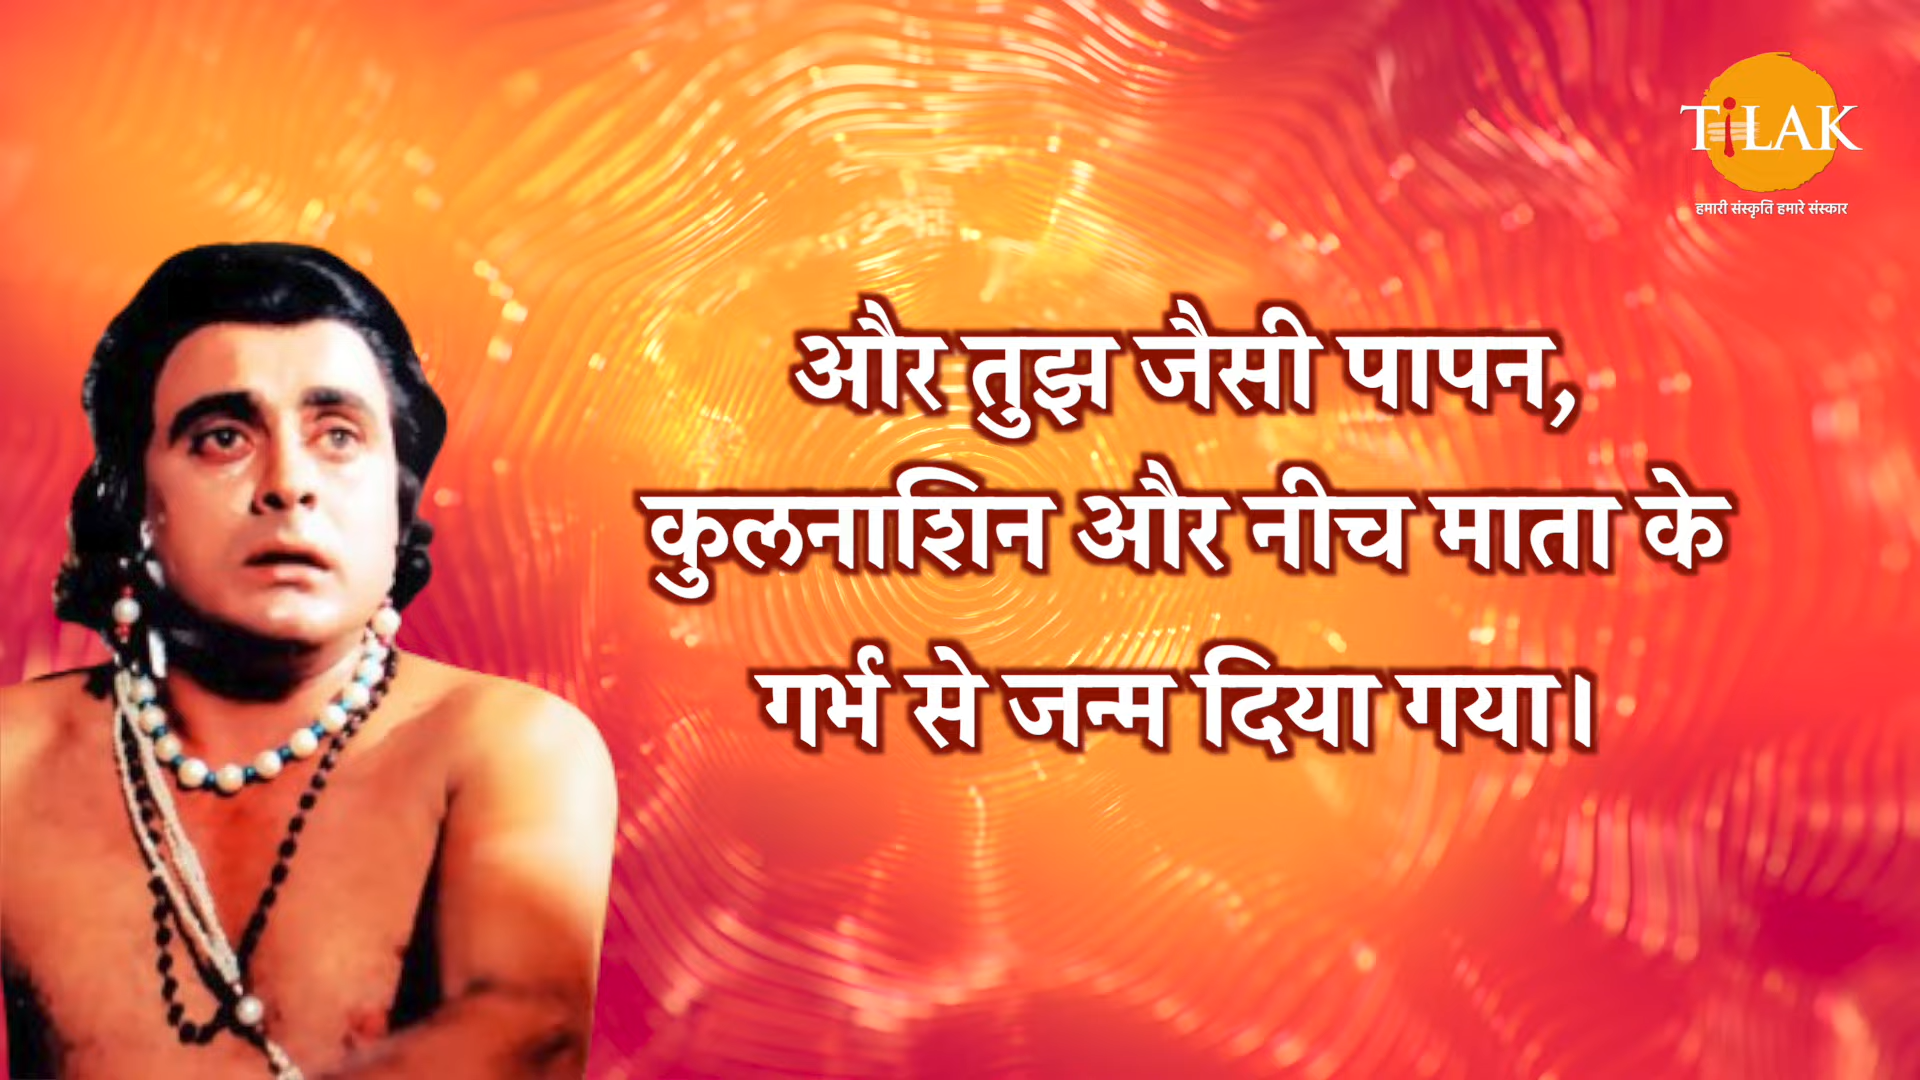 TiLAK
हमारी संस्कृति हमारे संस्कार
और तुझ जैसी पापन,
कुलनाशिन और नीच माता के
गर्भ से जन्म दिया गया।